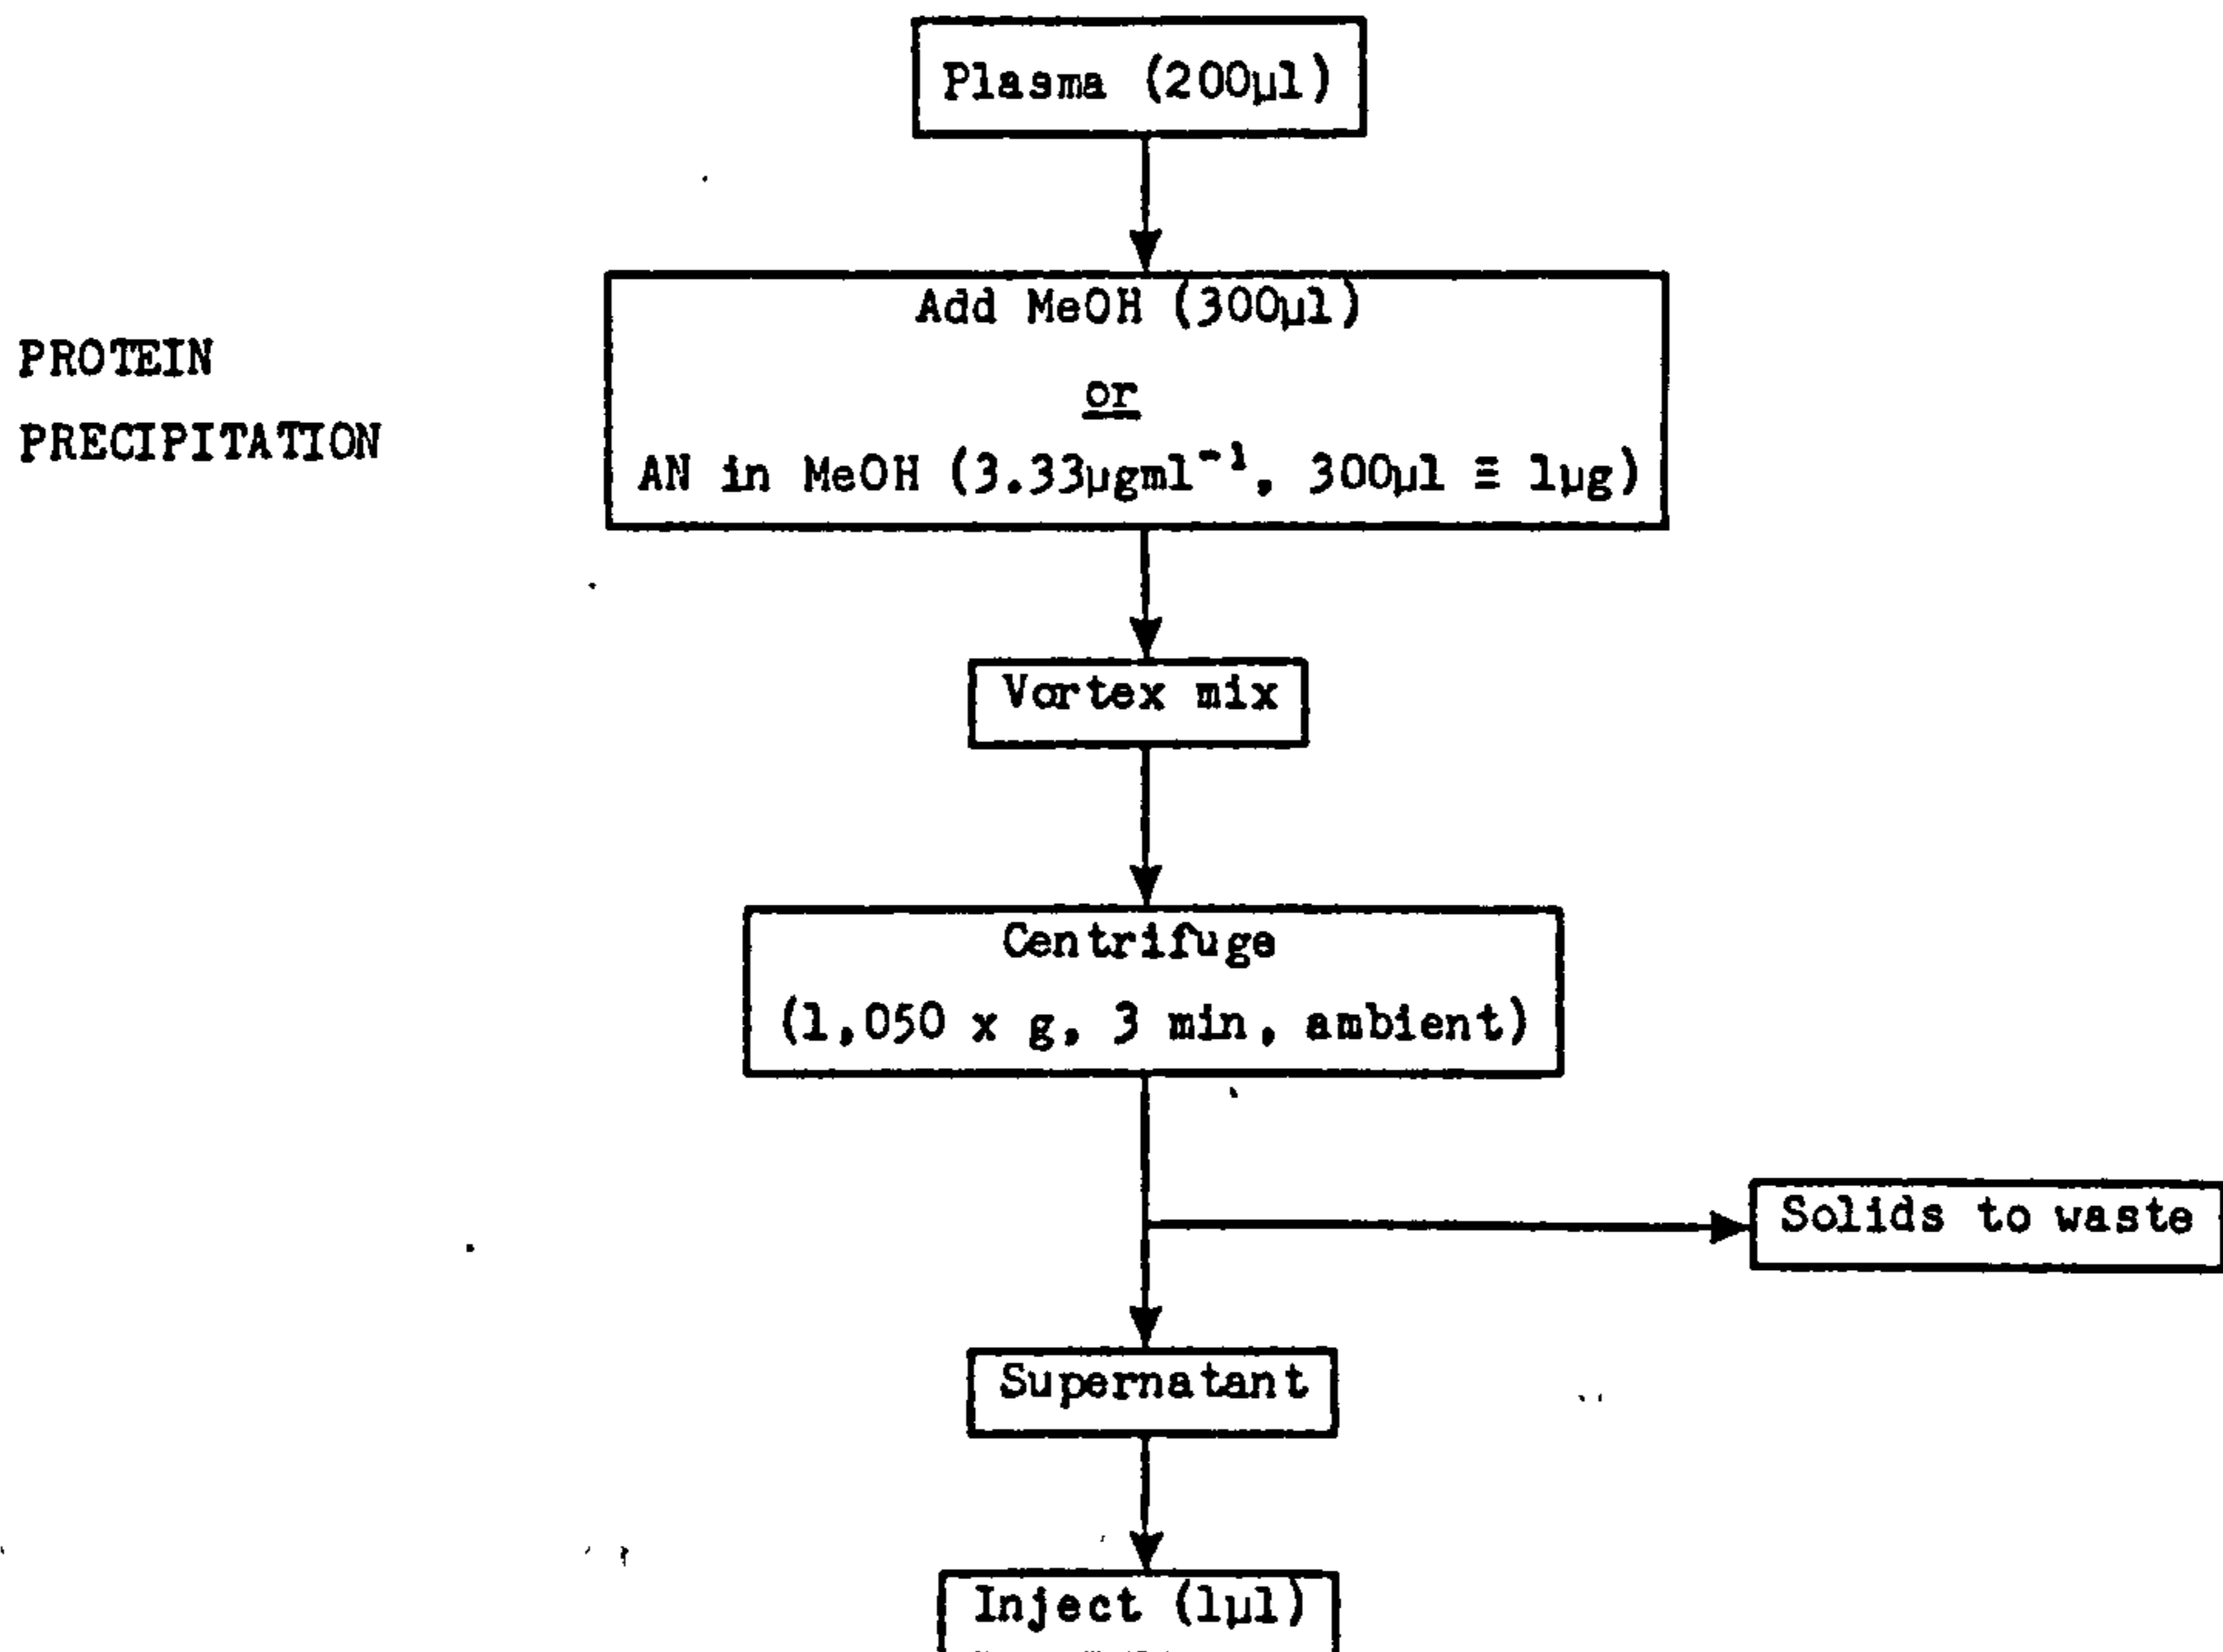 Plasma (200µl)
Add MeOH (300µl)
or
AN in MeOH (3.33µgml⁻¹, 300µl ≡ 1µg)
PROTEIN
PRECIPITATION
Vortex mix
Centrifuge
(1,050 x g, 3 min, ambient)
Solids to waste
Supernatant
Inject (1µl)